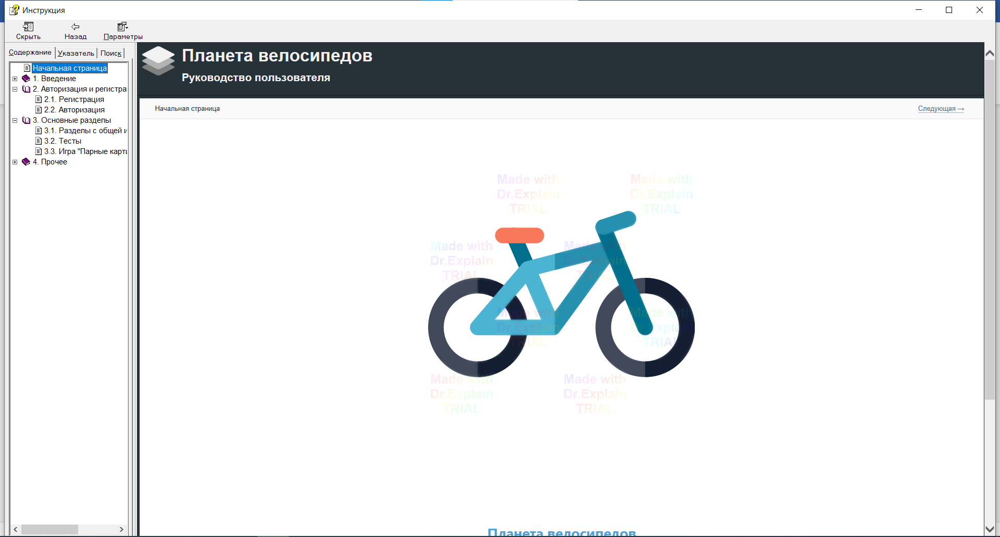 Инструкция
Скрыть
Назад
Параметры
Содержание
Указатель
Поиск
Начальная страница
1. Введение
2. Авторизация и регистра
2.1. Регистрация
2.2. Авторизация
3. Основные разделы
3.1. Разделы с общей и
3.2. Тесты
3.3. Игра "Парные карти
4. Прочее
Планета велосипедов
Руководство пользователя
Начальная страница
Следующая →
Made with
Dr.Explain
TRIAL
Made with
Dr.Explain
TRIAL
Made with
Dr.Explain
TRIAL
Made with
Dr.Explain
TRIAL
Made with
Dr.Explain
TRIAL
Made with
Dr.Explain
TRIAL
Made with
Dr.Explain
TRIAL
Made with
Dr.Explain
TRIAL
Планета велосипедов